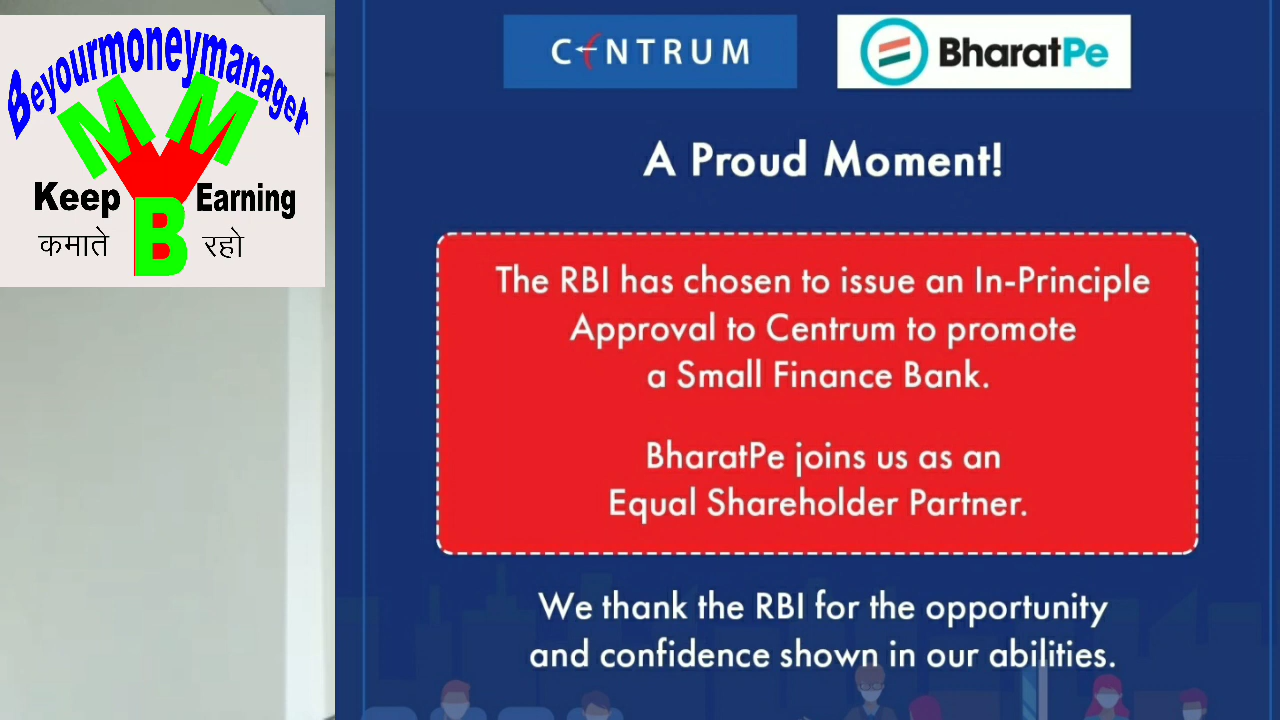 Beyourmoneymanager
MM
Keep B Earning
कमाते रहो
CENTRUM
BharatPe
A Proud Moment!
The RBI has chosen to issue an In-Principle
Approval to Centrum to promote
a Small Finance Bank.
BharatPe joins us as an
Equal Shareholder Partner.
We thank the RBI for the opportunity
and confidence shown in our abilities.